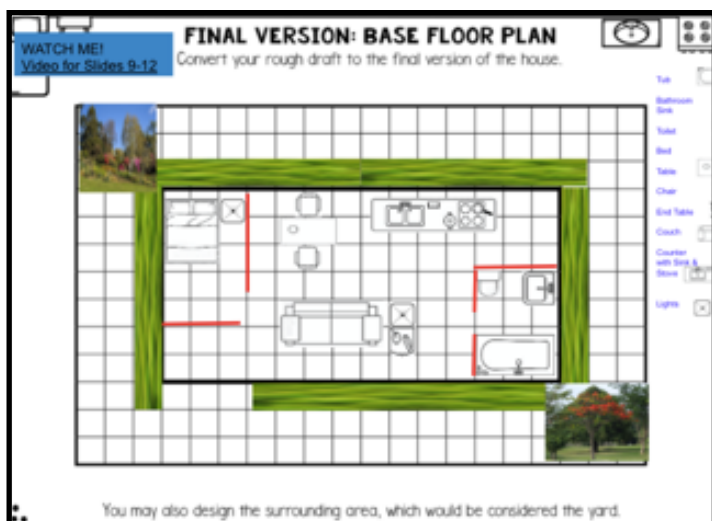 WATCH ME!
Video for Slides 9-12
FINAL VERSION: BASE FLOOR PLAN
Convert your rough draft to the final version of the house.
Tub
Bathroom
Sink
Toilet
Bed
Table
Chair
End Table
Couch
Counter
with Sink &
Stove
Lights
You may also design the surrounding area, which would be considered the yard.